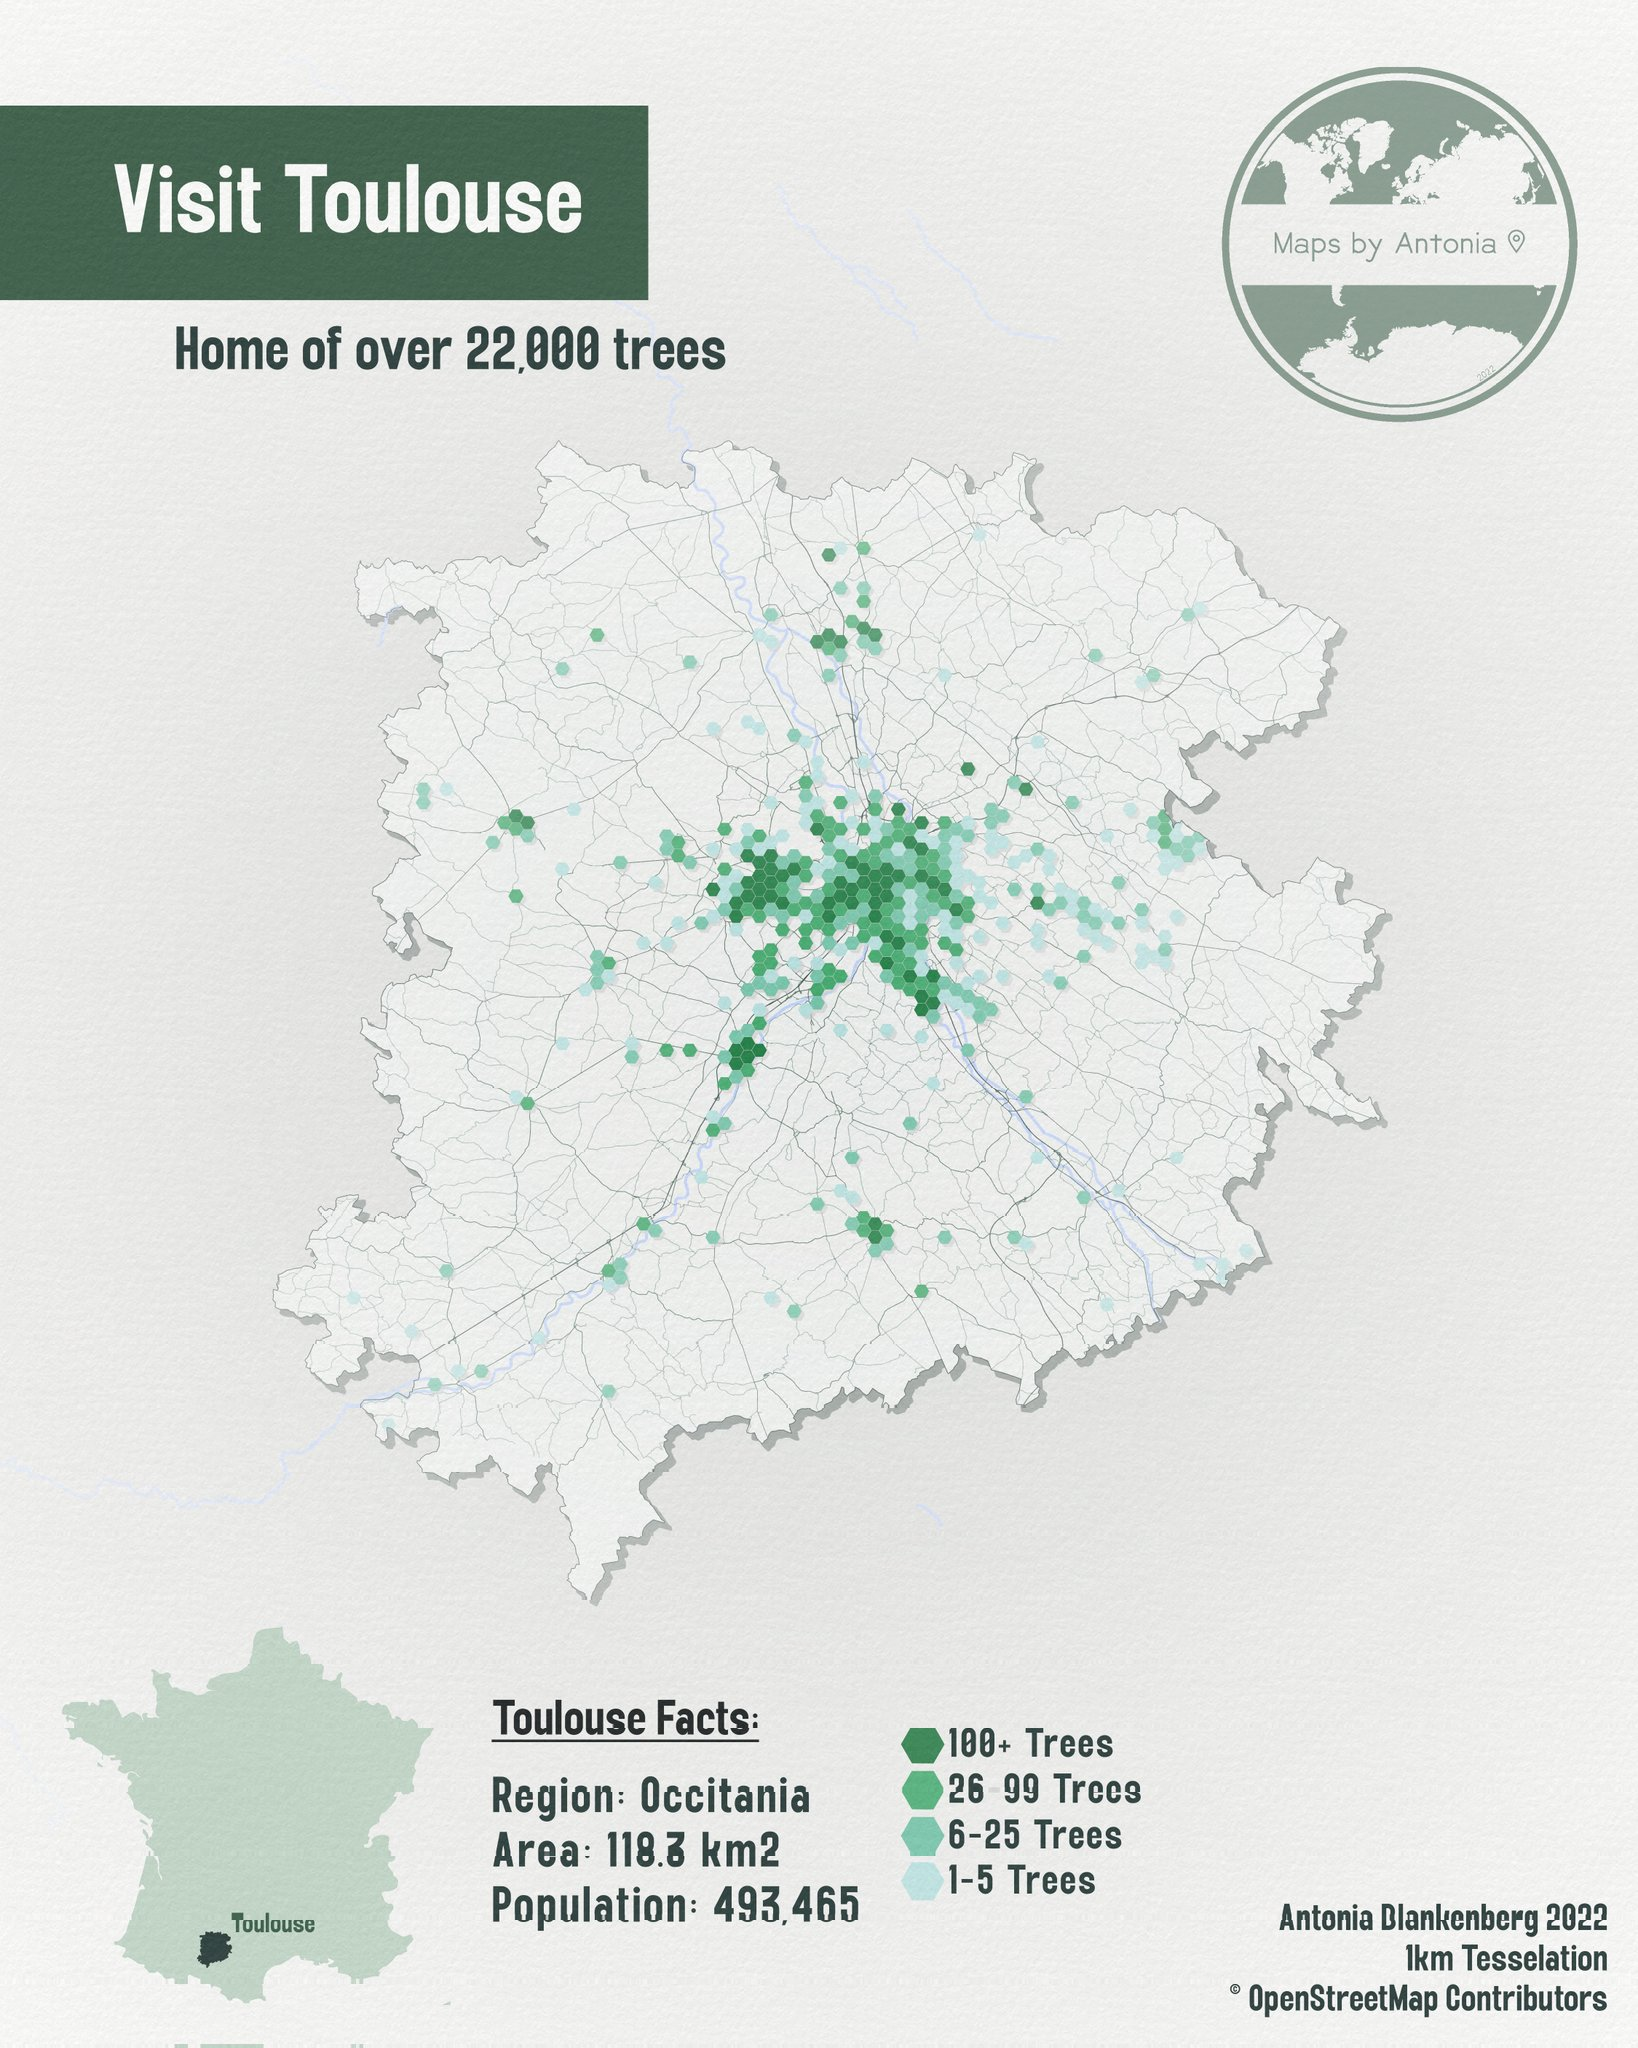 Visit Toulouse
Home of over 22,000 trees
Maps by Antonia
2022
Toulouse
Toulouse Facts:
Region: Occitania
Area: 118.3 km2
Population: 493,465
100+ Trees
26-99 Trees
6-25 Trees
1-5 Trees
Antonia Blankenberg 2022
1km Tesselation
© OpenStreetMap Contributors